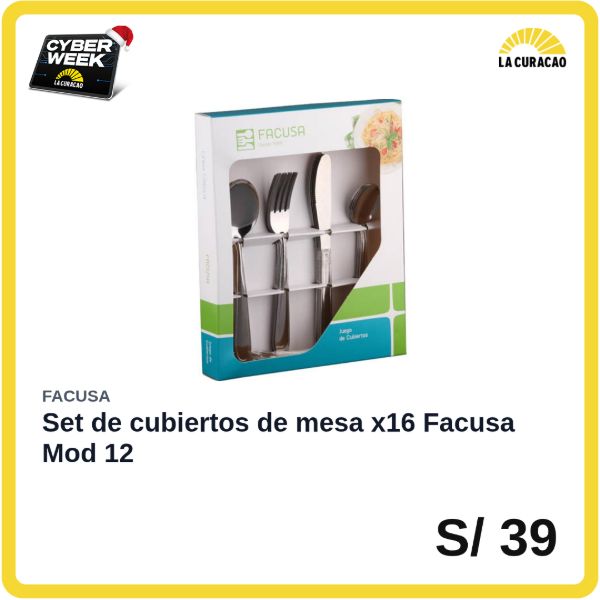 CYBER
WEEK
LA CURACAO
LA CURACAO
FACUSA
FACUSA
Juego
de Cubiertos
FACUSA
Set de cubiertos de mesa x16 Facusa
Mod 12
S/ 39